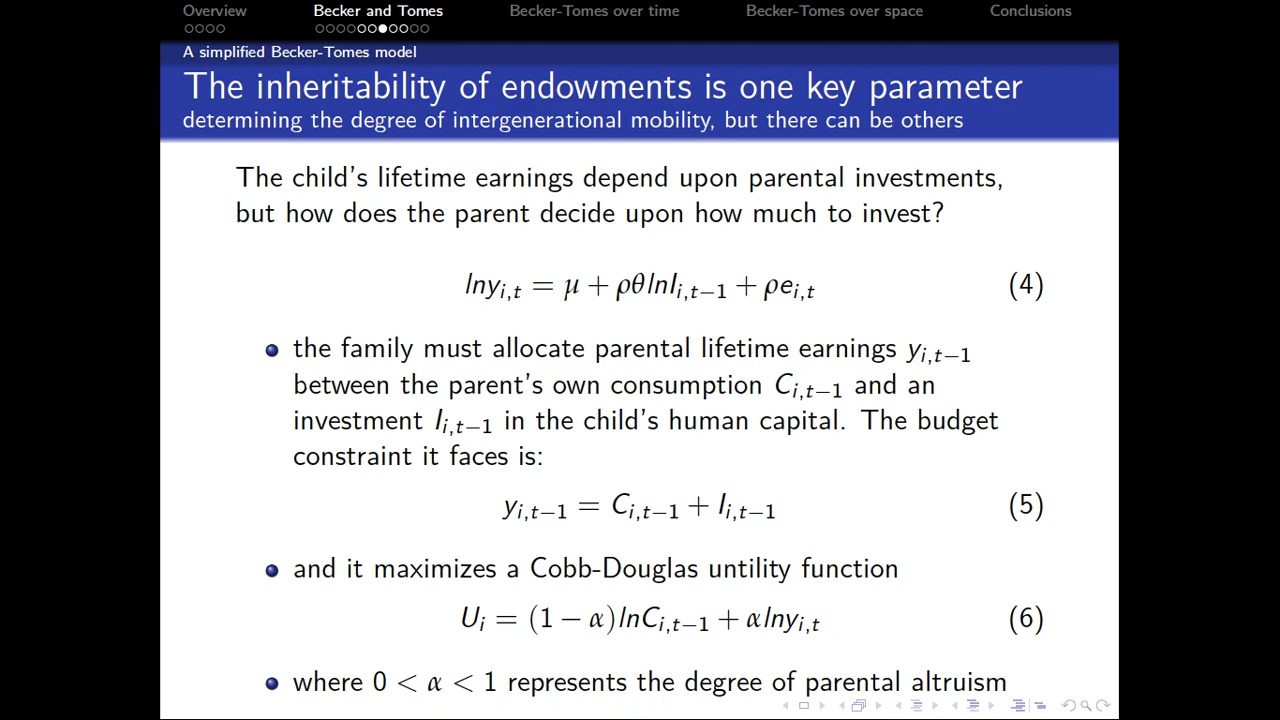 Overview Becker and Tomes Becker-Tomes over time Becker-Tomes over space Conclusions
A simplified Becker-Tomes model
The inheritability of endowments is one key parameter
determining the degree of intergenerational mobility, but there can be others
The child's lifetime earnings depend upon parental investments,
but how does the parent decide upon how much to invest?
lny_{i,t} = μ + ρθlnI_{i,t−1} + ρe_{i,t} (4)
the family must allocate parental lifetime earnings y_{i,t−1}
between the parent's own consumption C_{i,t−1} and an
investment I_{i,t−1} in the child's human capital. The budget
constraint it faces is:
y_{i,t−1} = C_{i,t−1} + I_{i,t−1} (5)
and it maximizes a Cobb-Douglas untility function
U_i = (1 − α)lnC_{i,t−1} + αlny_{i,t} (6)
where 0 < α < 1 represents the degree of parental altruism